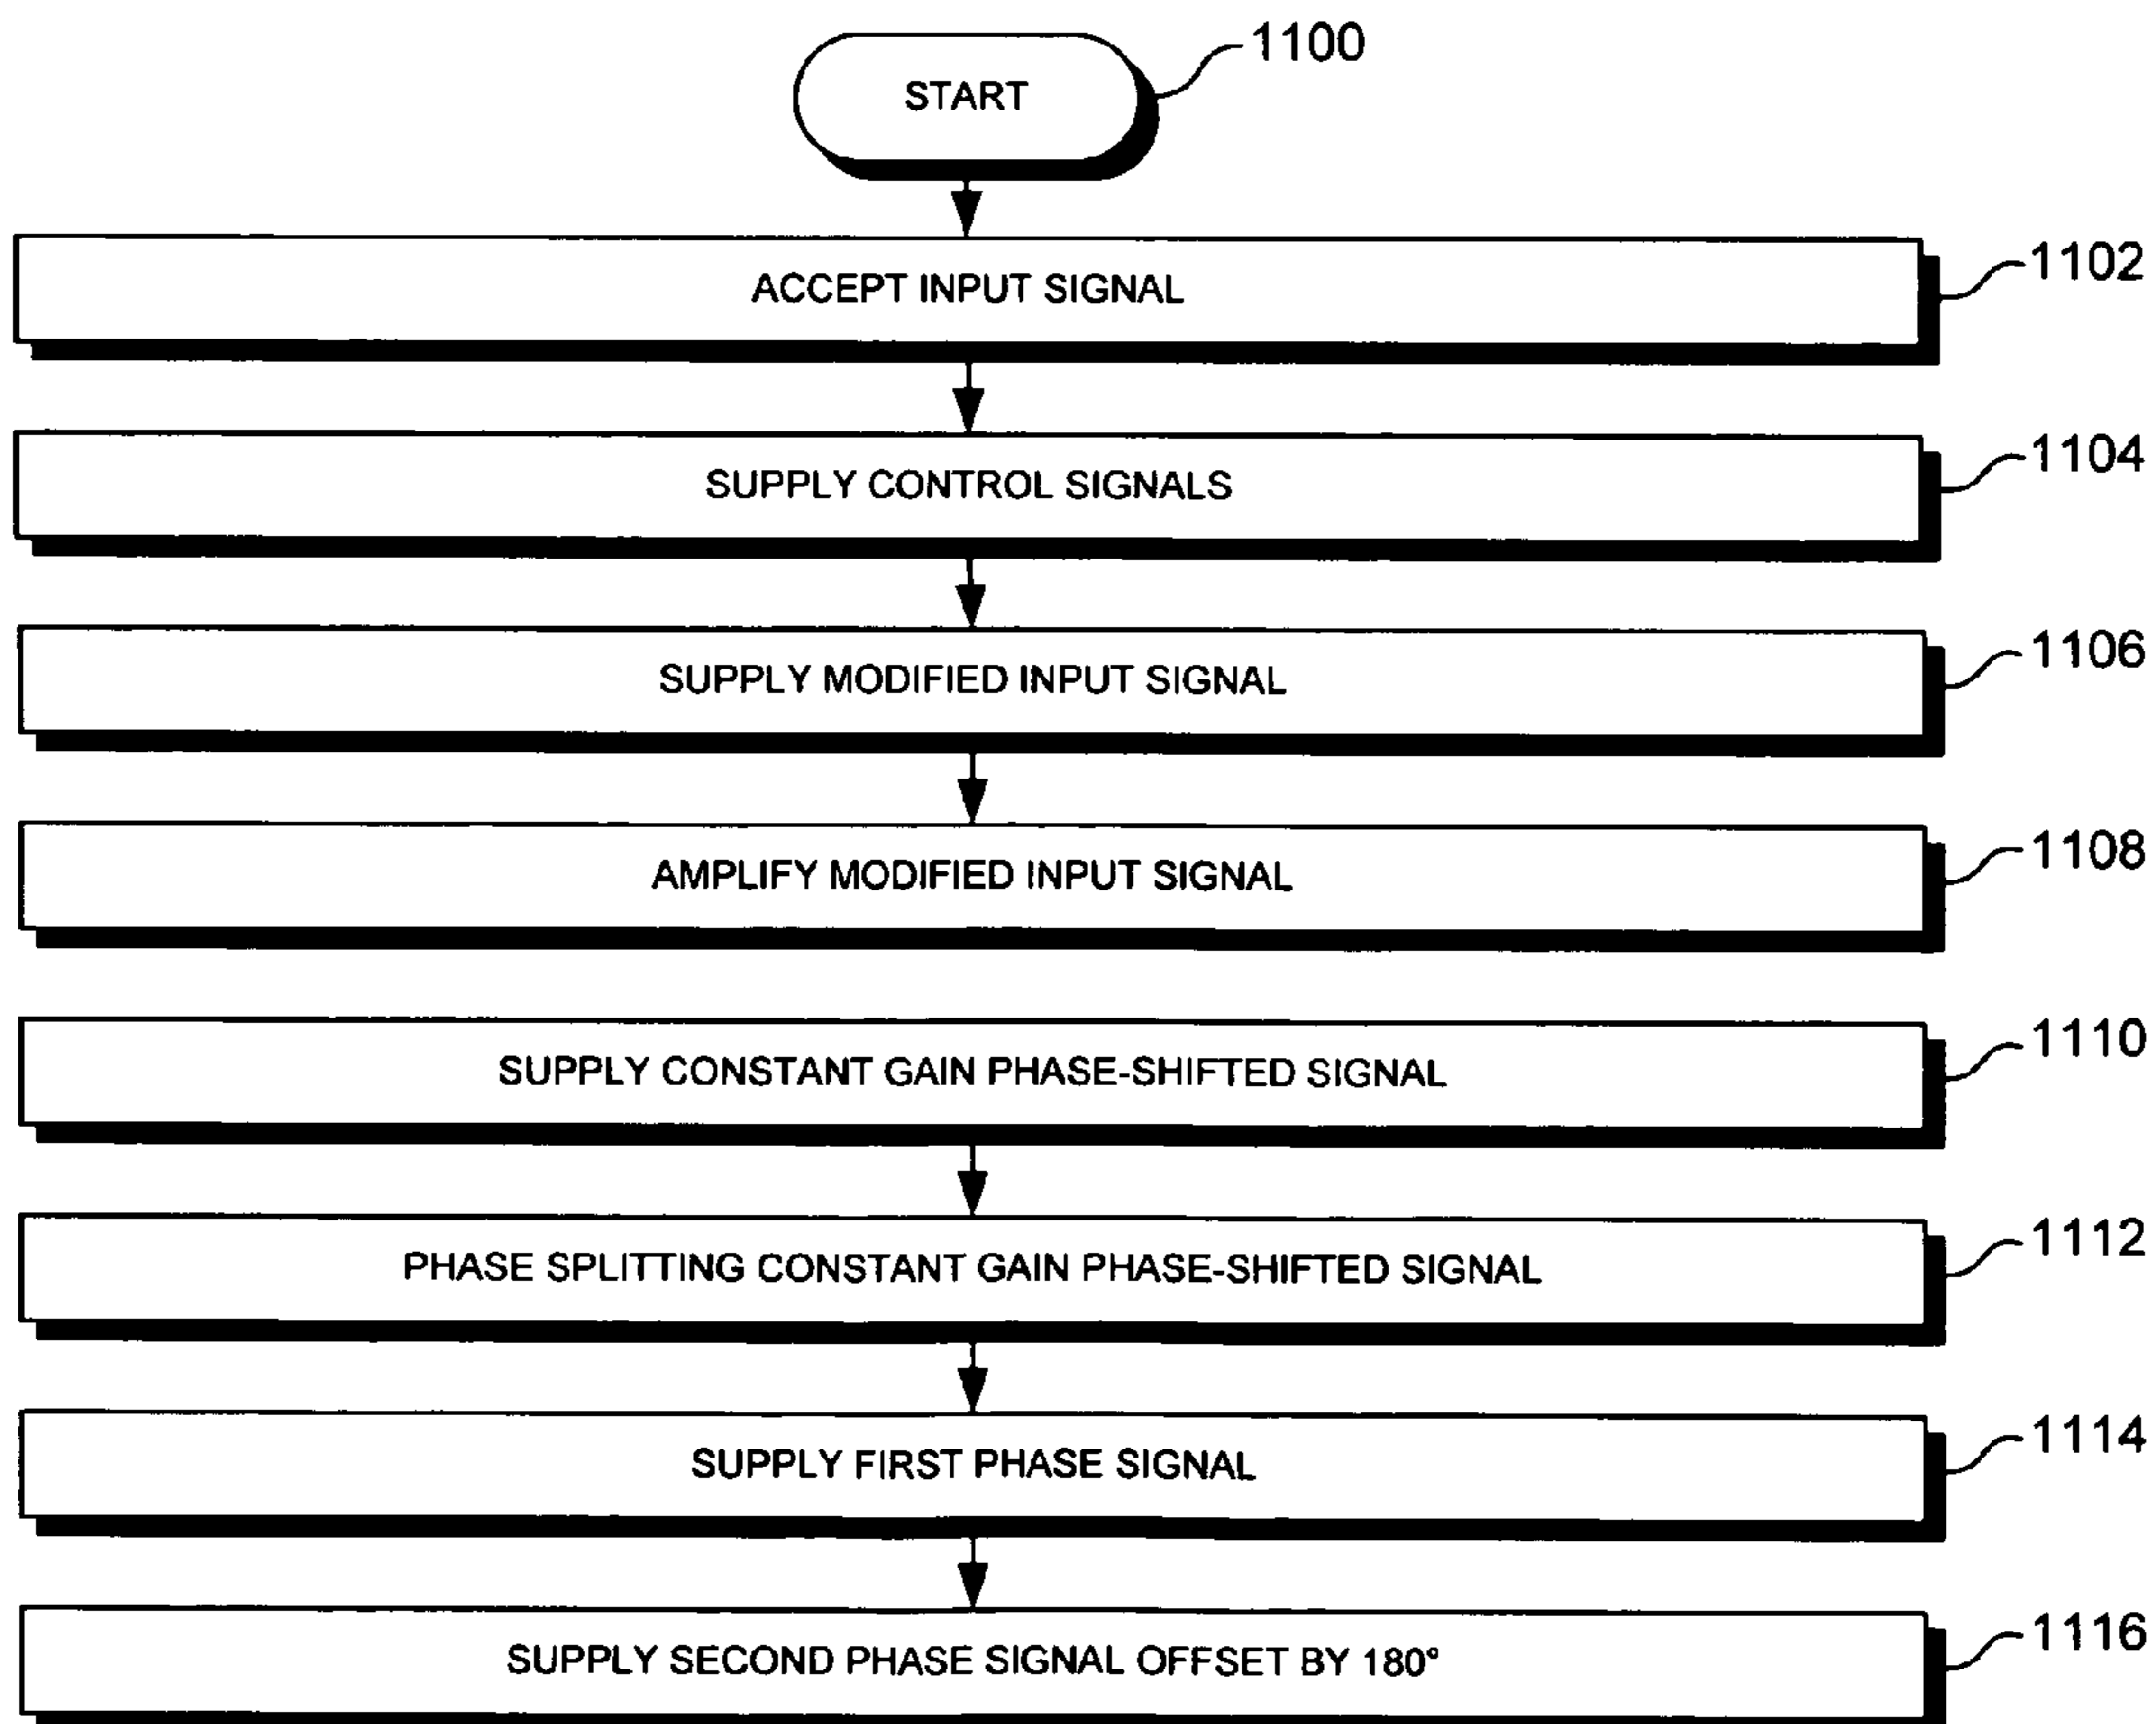 START
1100
ACCEPT INPUT SIGNAL
1102
SUPPLY CONTROL SIGNALS
1104
SUPPLY MODIFIED INPUT SIGNAL
1106
AMPLIFY MODIFIED INPUT SIGNAL
1108
SUPPLY CONSTANT GAIN PHASE-SHIFTED SIGNAL
1110
PHASE SPLITTING CONSTANT GAIN PHASE-SHIFTED SIGNAL
1112
SUPPLY FIRST PHASE SIGNAL
1114
SUPPLY SECOND PHASE SIGNAL OFFSET BY 180°
1116